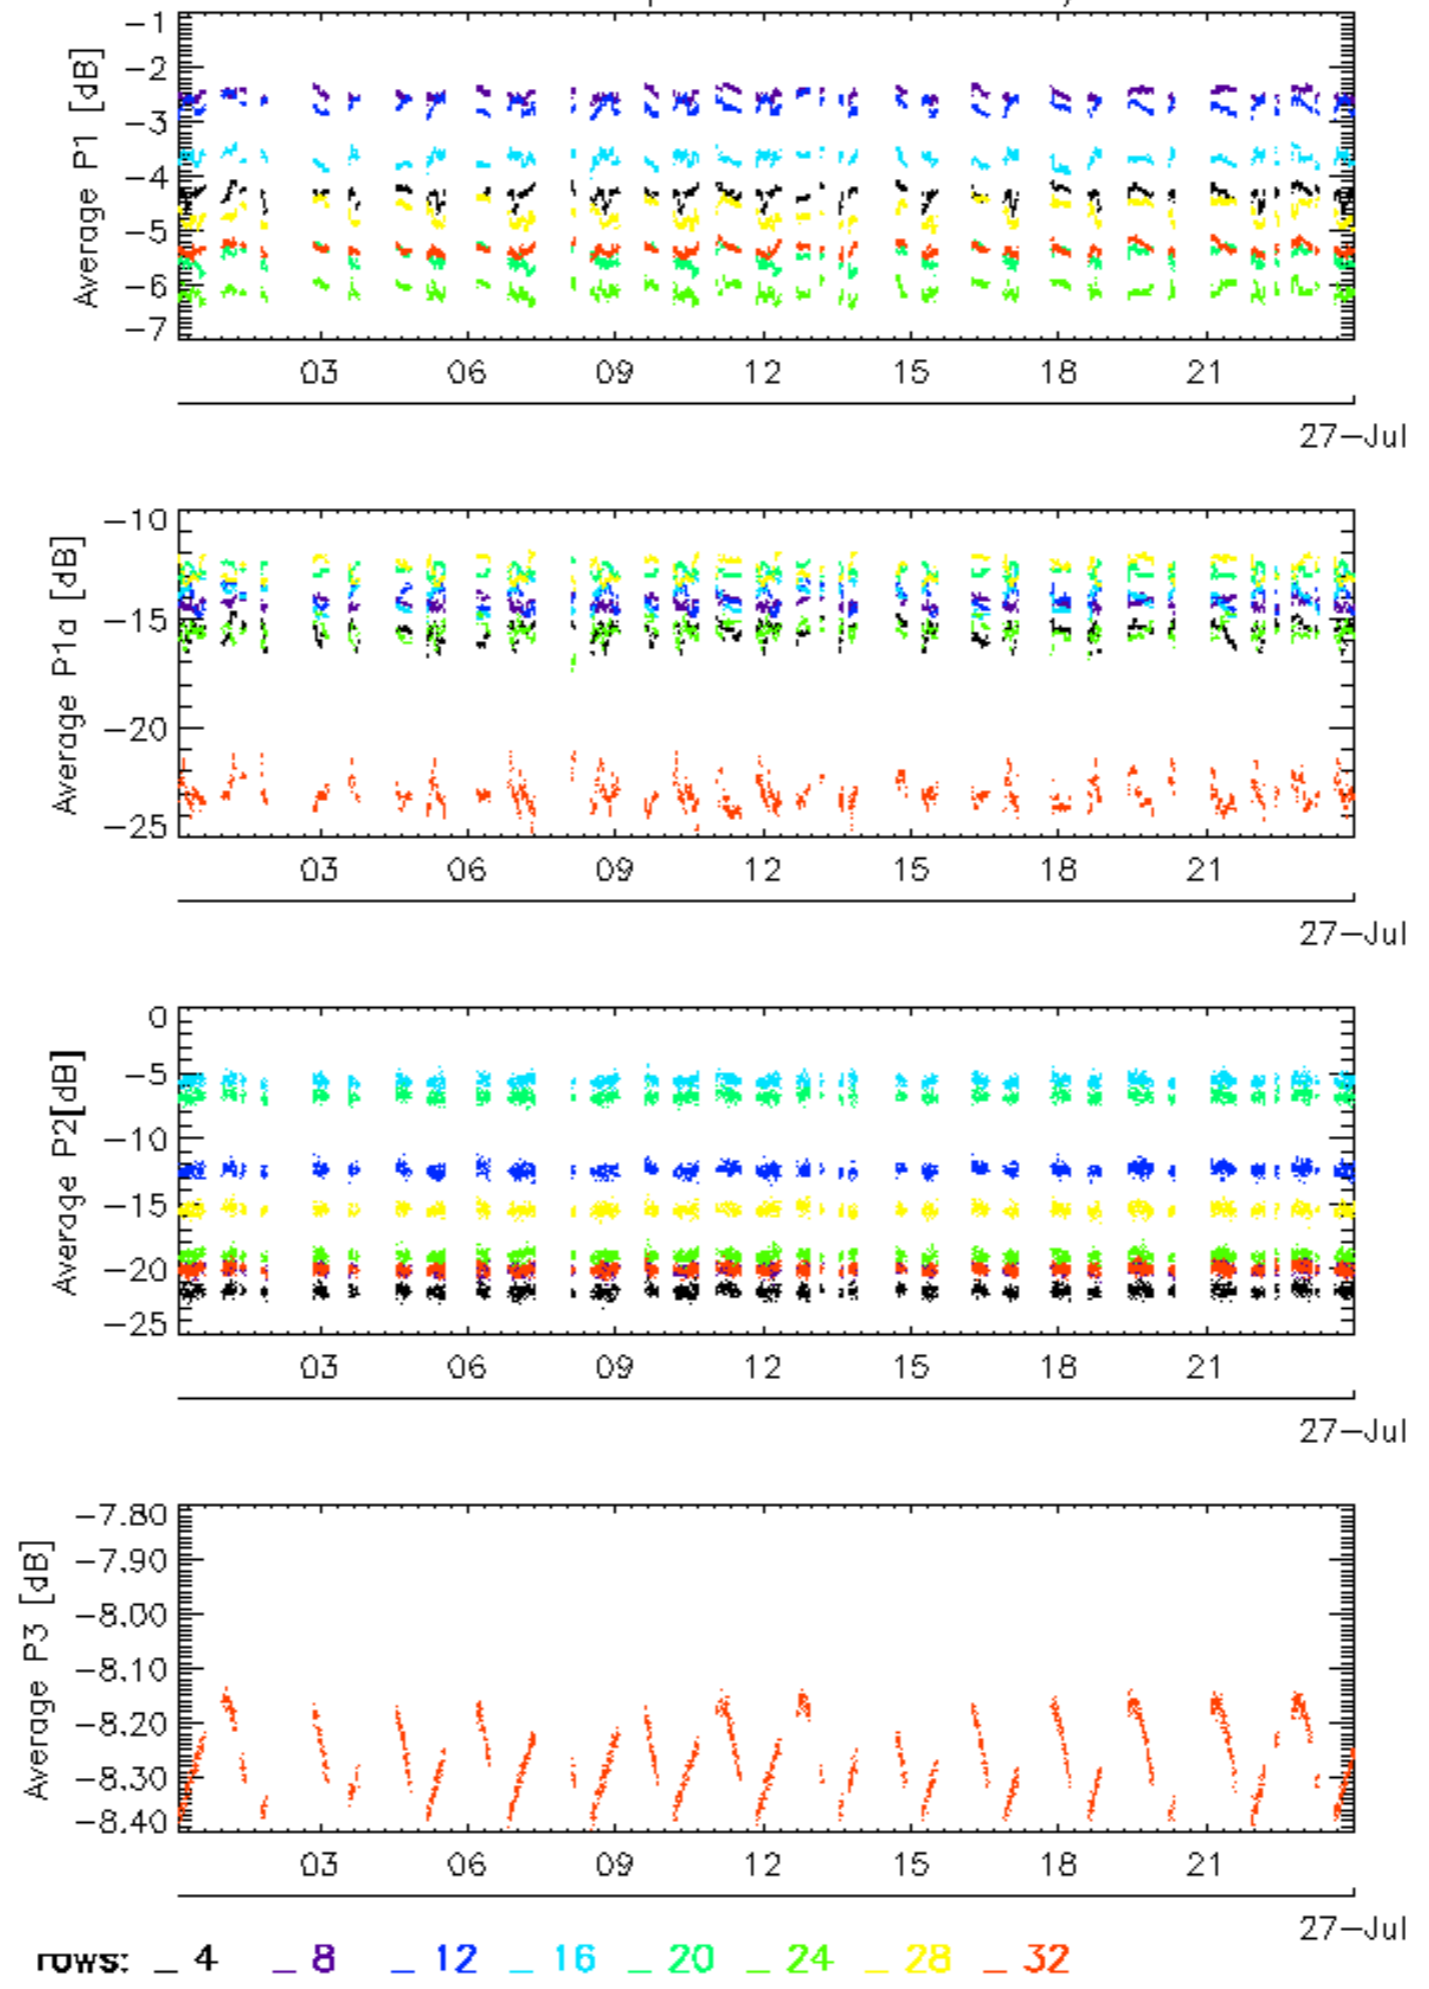 Average P1 [dB]
-1
-2
-3
-4
-5
-6
-7
03 06 09 12 15 18 21
27-Jul
Average P1a [dB]
-10
-15
-20
-25
03 06 09 12 15 18 21
27-Jul
Average P2[dB]
0
-5
-10
-15
-20
-25
03 06 09 12 15 18 21
27-Jul
Average P3 [dB]
-7.80
-7.90
-8.00
-8.10
-8.20
-8.30
-8.40
03 06 09 12 15 18 21
27-Jul
rows: _ 4 _ 8 _ 12 _ 16 _ 20 _ 24 _ 28 _ 32